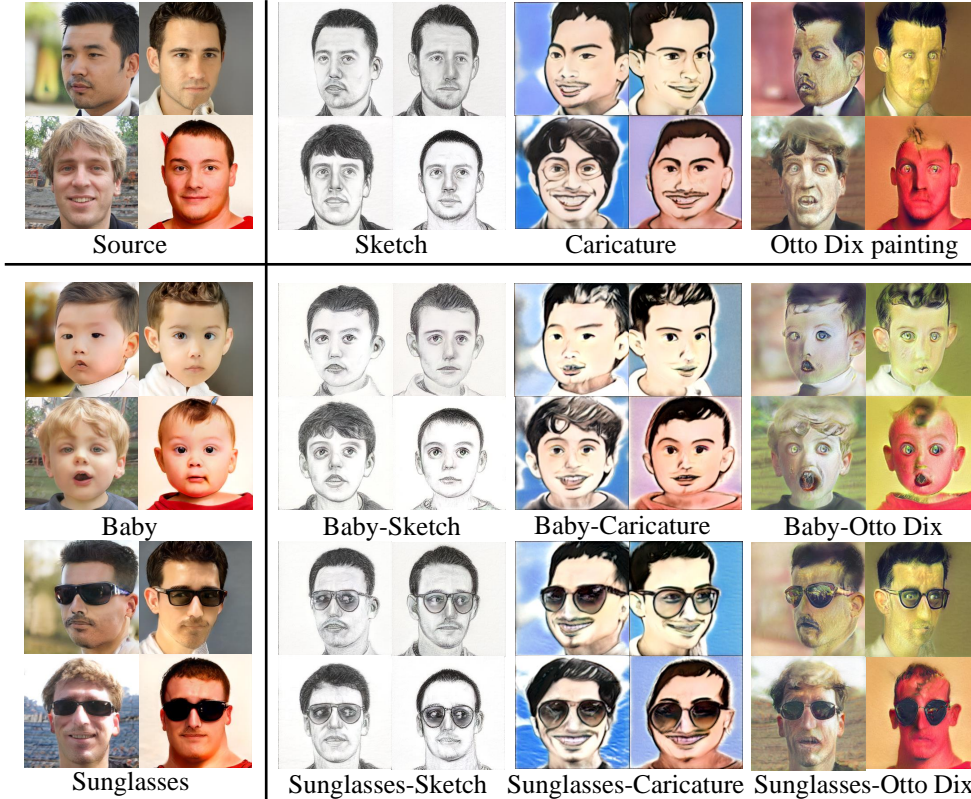 Source
Sketch
Caricature
Otto Dix painting
Baby
Baby-Sketch
Baby-Caricature
Baby-Otto Dix
Sunglasses
Sunglasses-Sketch
Sunglasses-Caricature
Sunglasses-Otto Dix